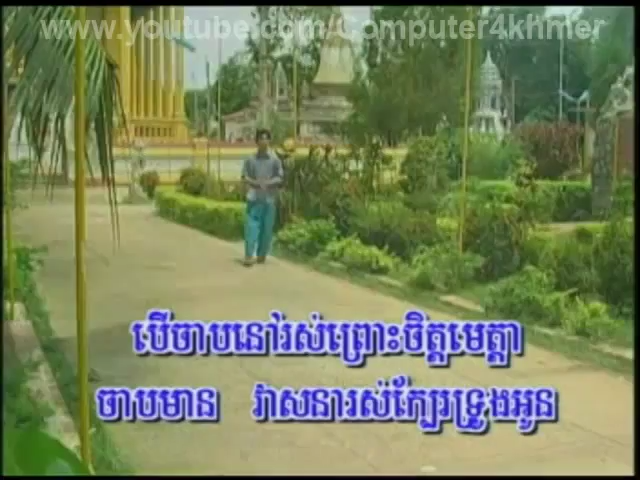 www.youtube.com/Computer4khmer
បើចាបនៅរស់ព្រោះចិត្តមេត្តា
ចាបមាន វាសនារស់ក្បែរទ្រូងអូន